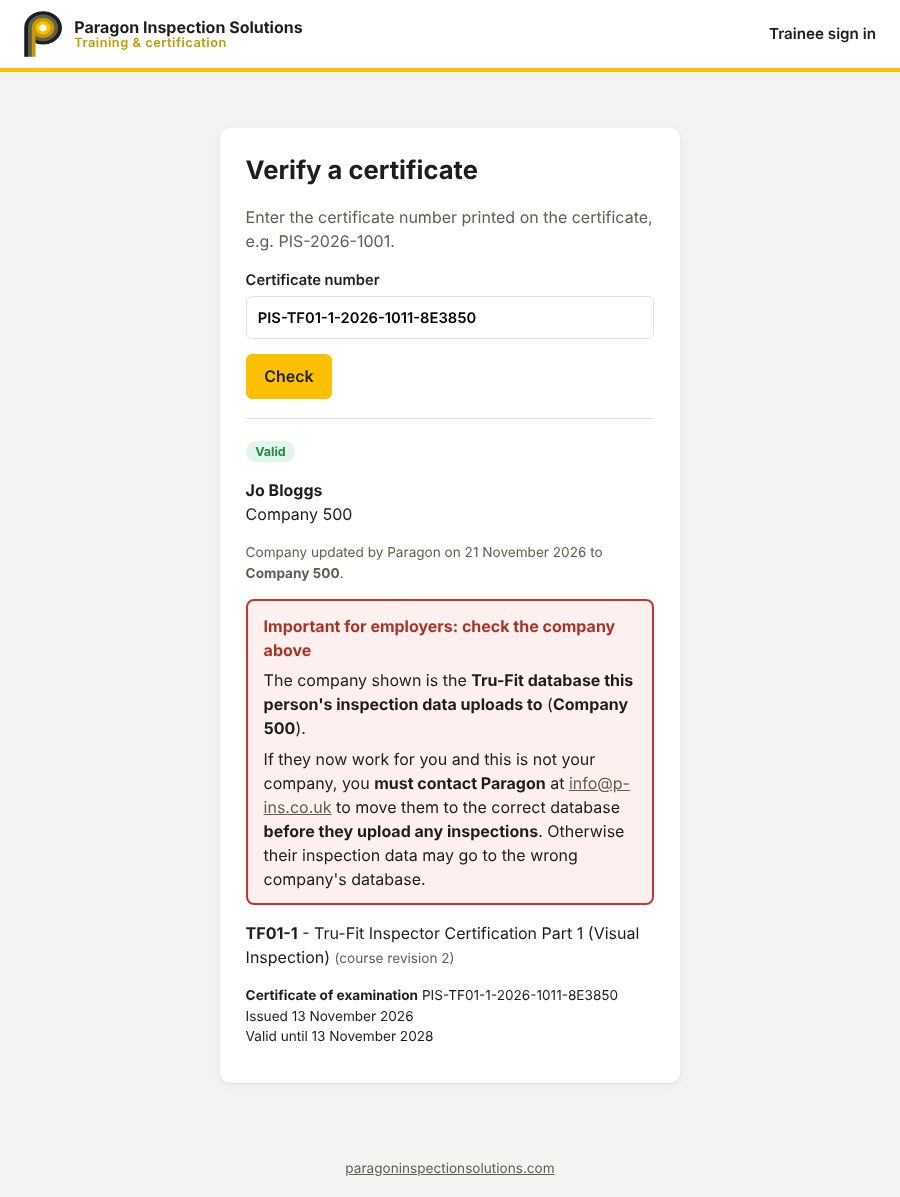 Paragon Inspection Solutions
Training & certification
Trainee sign in
Verify a certificate
Enter the certificate number printed on the certificate,
e.g. PIS-2026-1001.
Certificate number
PIS-TF01-1-2026-1011-8E3850
Check
Valid
Jo Bloggs
Company 500
Company updated by Paragon on 21 November 2026 to
Company 500.
Important for employers: check the company
above
The company shown is the Tru-Fit database this
person's inspection data uploads to (Company
500).
If they now work for you and this is not your
company, you must contact Paragon at info@p-
ins.co.uk to move them to the correct database
before they upload any inspections. Otherwise
their inspection data may go to the wrong
company's database.
TF01-1 - Tru-Fit Inspector Certification Part 1 (Visual
Inspection) (course revision 2)
Certificate of examination PIS-TF01-1-2026-1011-8E3850
Issued 13 November 2026
Valid until 13 November 2028
paragoninspectionsolutions.com